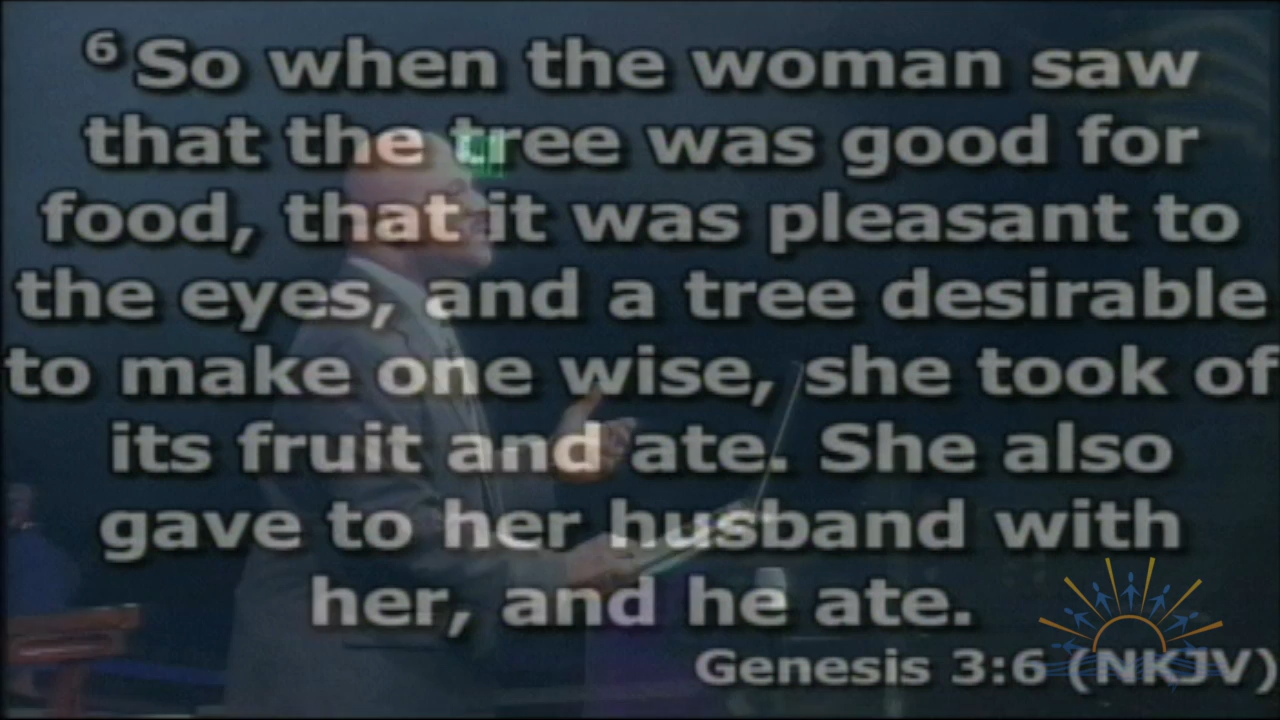 6 So when the woman saw
that the tree was good for
food, that it was pleasant to
the eyes, and a tree desirable
to make one wise, she took of
its fruit and ate. She also
gave to her husband with
her, and he ate.
Genesis 3:6 (NKJV)